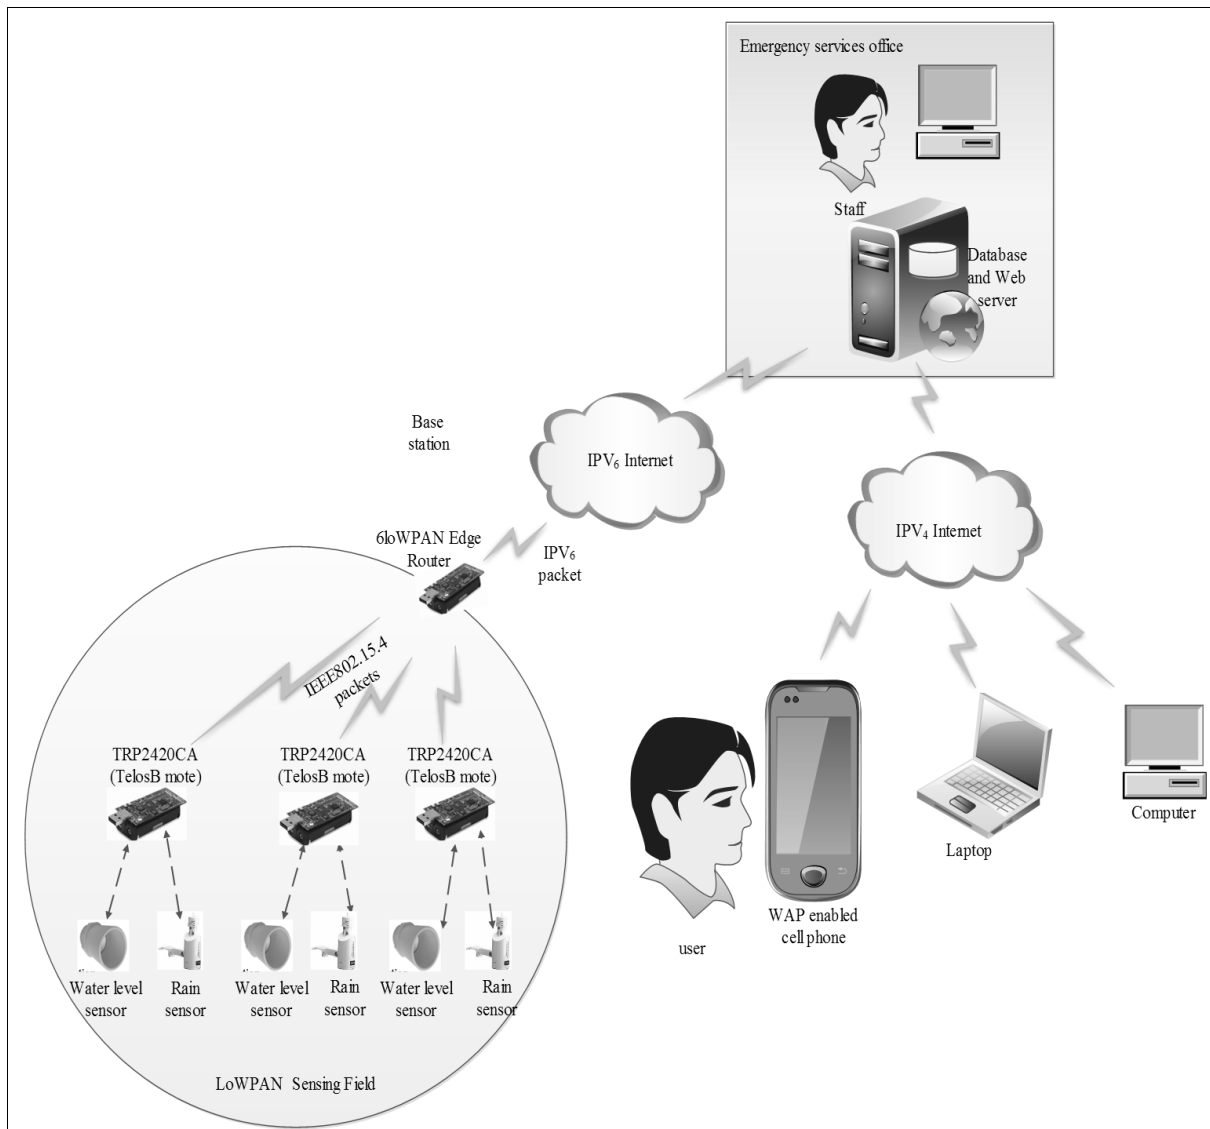 Emergency services office
Staff
Database
and Web
server
Base
station
IPV₆ Internet
IPV₄ Internet
6loWPAN Edge
Router
IPV₆
packet
IEEE802.15.4
packets
TRP2420CA
(TelosB mote)
TRP2420CA
(TelosB mote)
TRP2420CA
(TelosB mote)
Water level
sensor
Rain
sensor
Water level
sensor
Rain
sensor
Water level
sensor
Rain
sensor
LoWPAN Sensing Field
user
WAP enabled
cell phone
Laptop
Computer